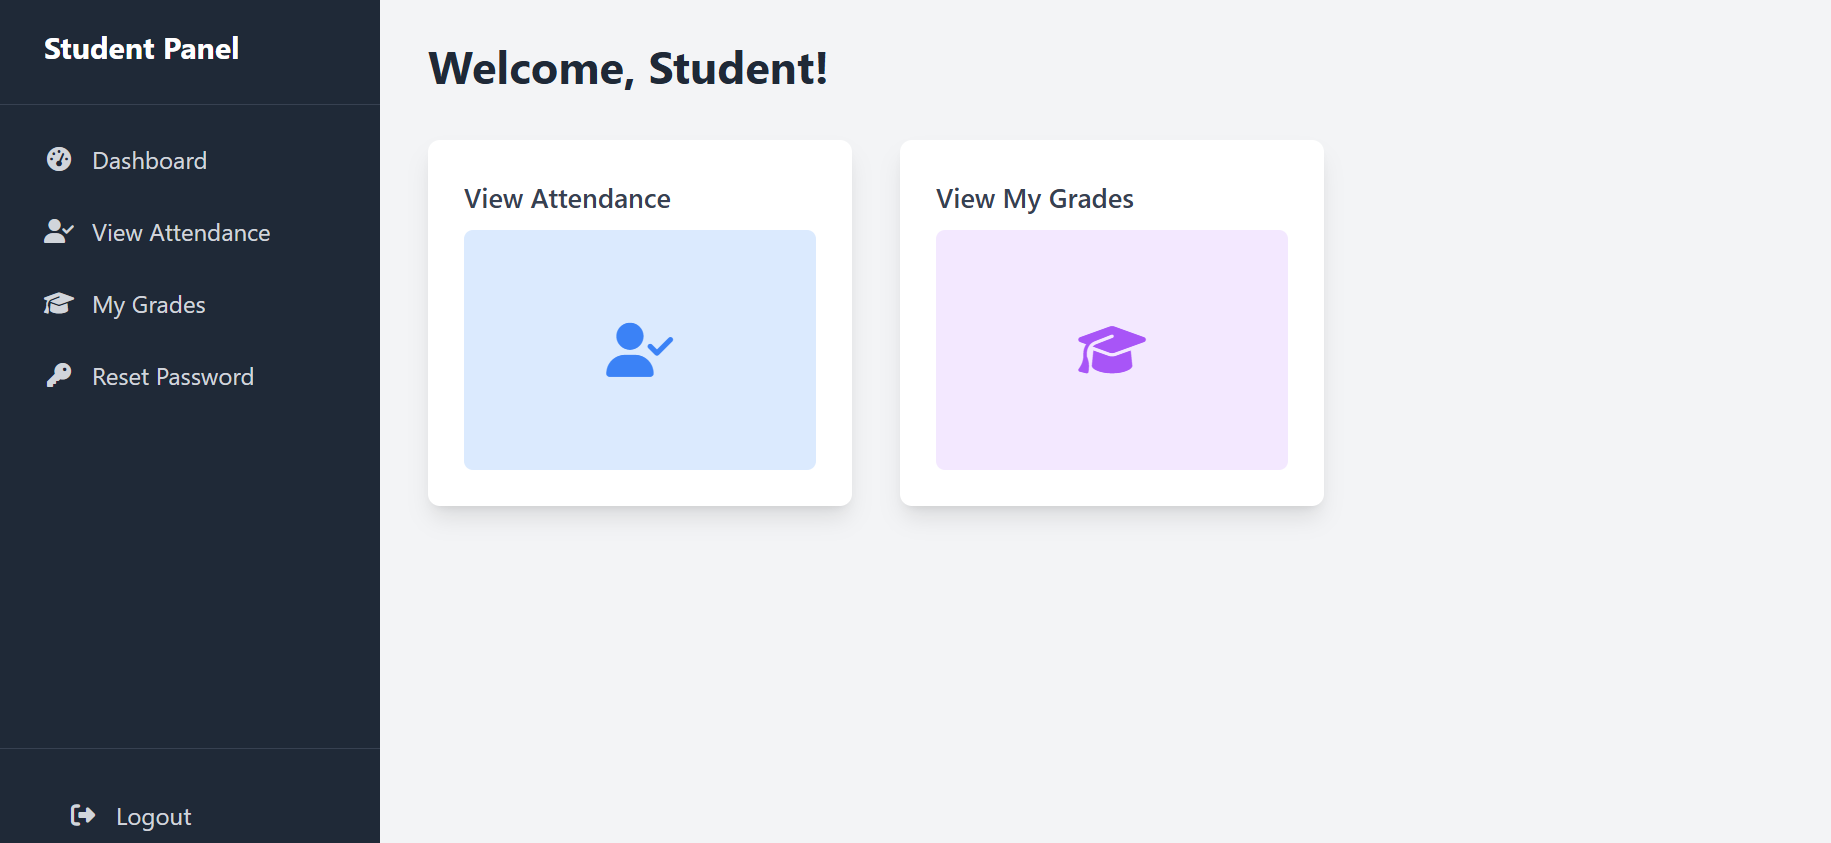 Student Panel
Dashboard
View Attendance
My Grades
Reset Password
Logout
Welcome, Student!
View Attendance
View My Grades